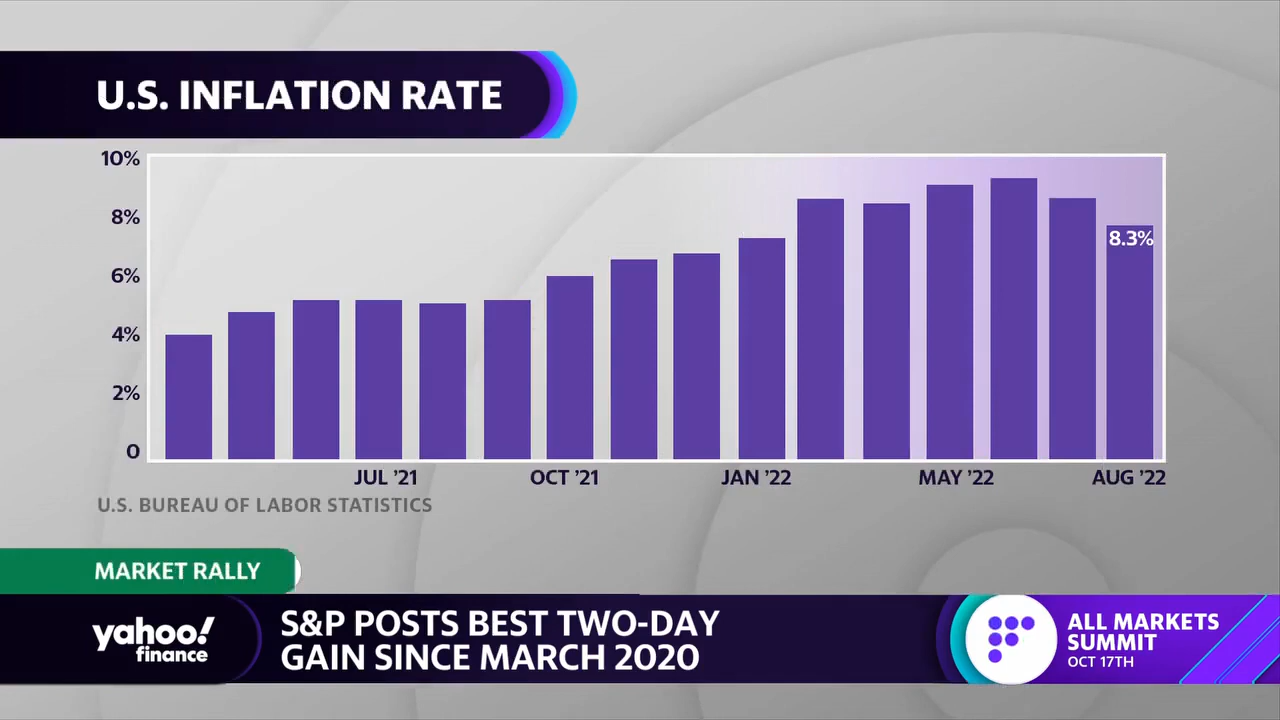 U.S. INFLATION RATE
10%
8%
6%
4%
2%
0
8.3%
JUL ’21 OCT ’21 JAN ’22 MAY ’22 AUG ’22
U.S. BUREAU OF LABOR STATISTICS
MARKET RALLY
yahoo!
finance
S&P POSTS BEST TWO-DAY
GAIN SINCE MARCH 2020
ALL MARKETS
SUMMIT
OCT 17TH